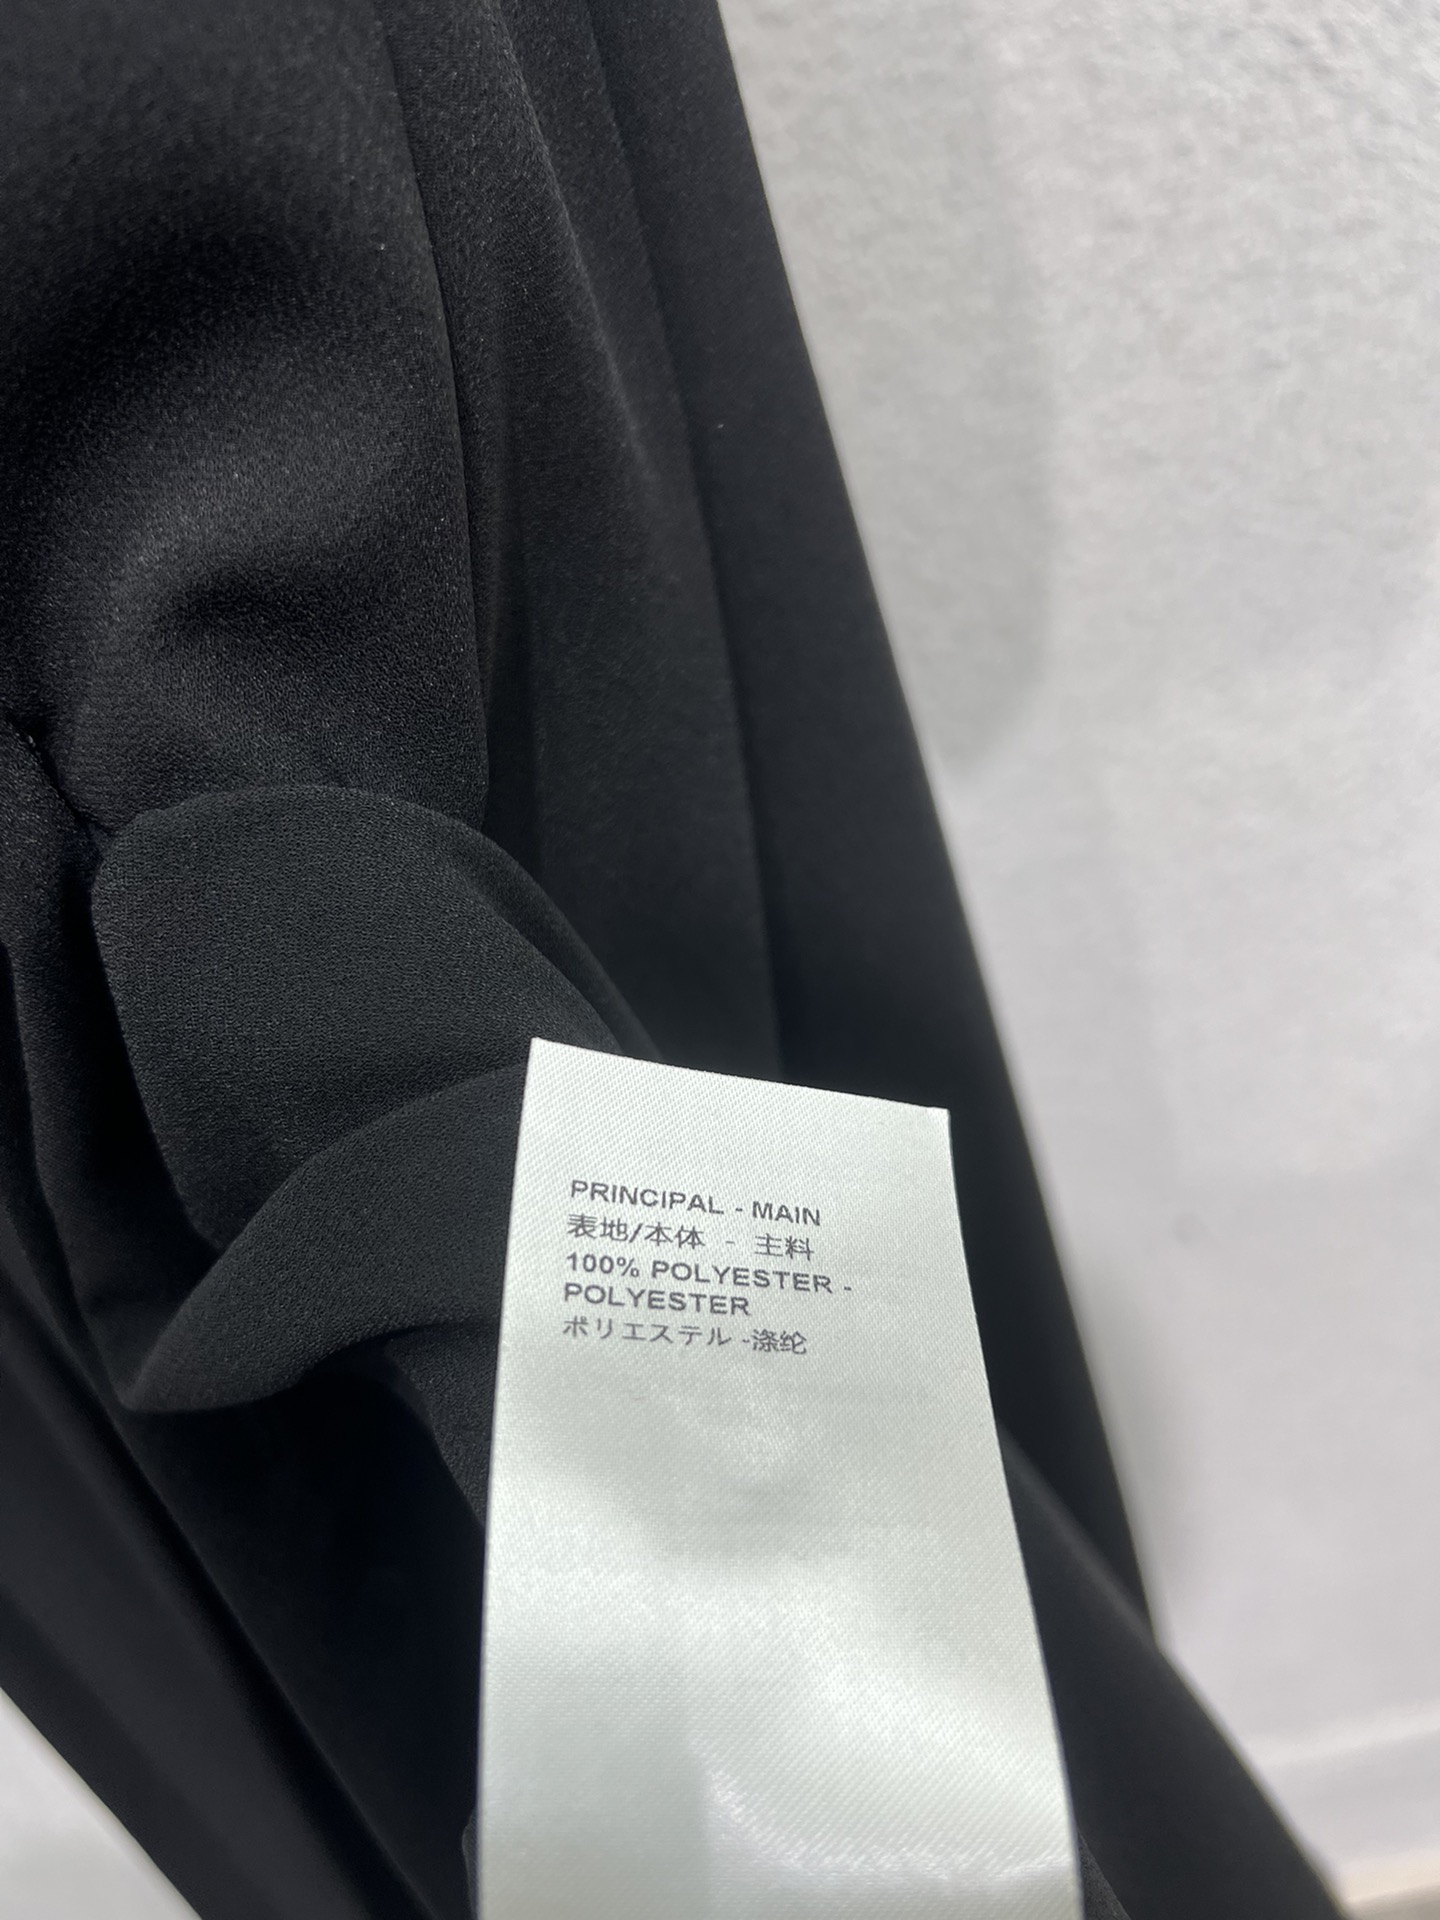 PRINCIPAL - MAIN
表地/本体 - 主料
100% POLYESTER -
POLYESTER
ポリエステル -涤纶